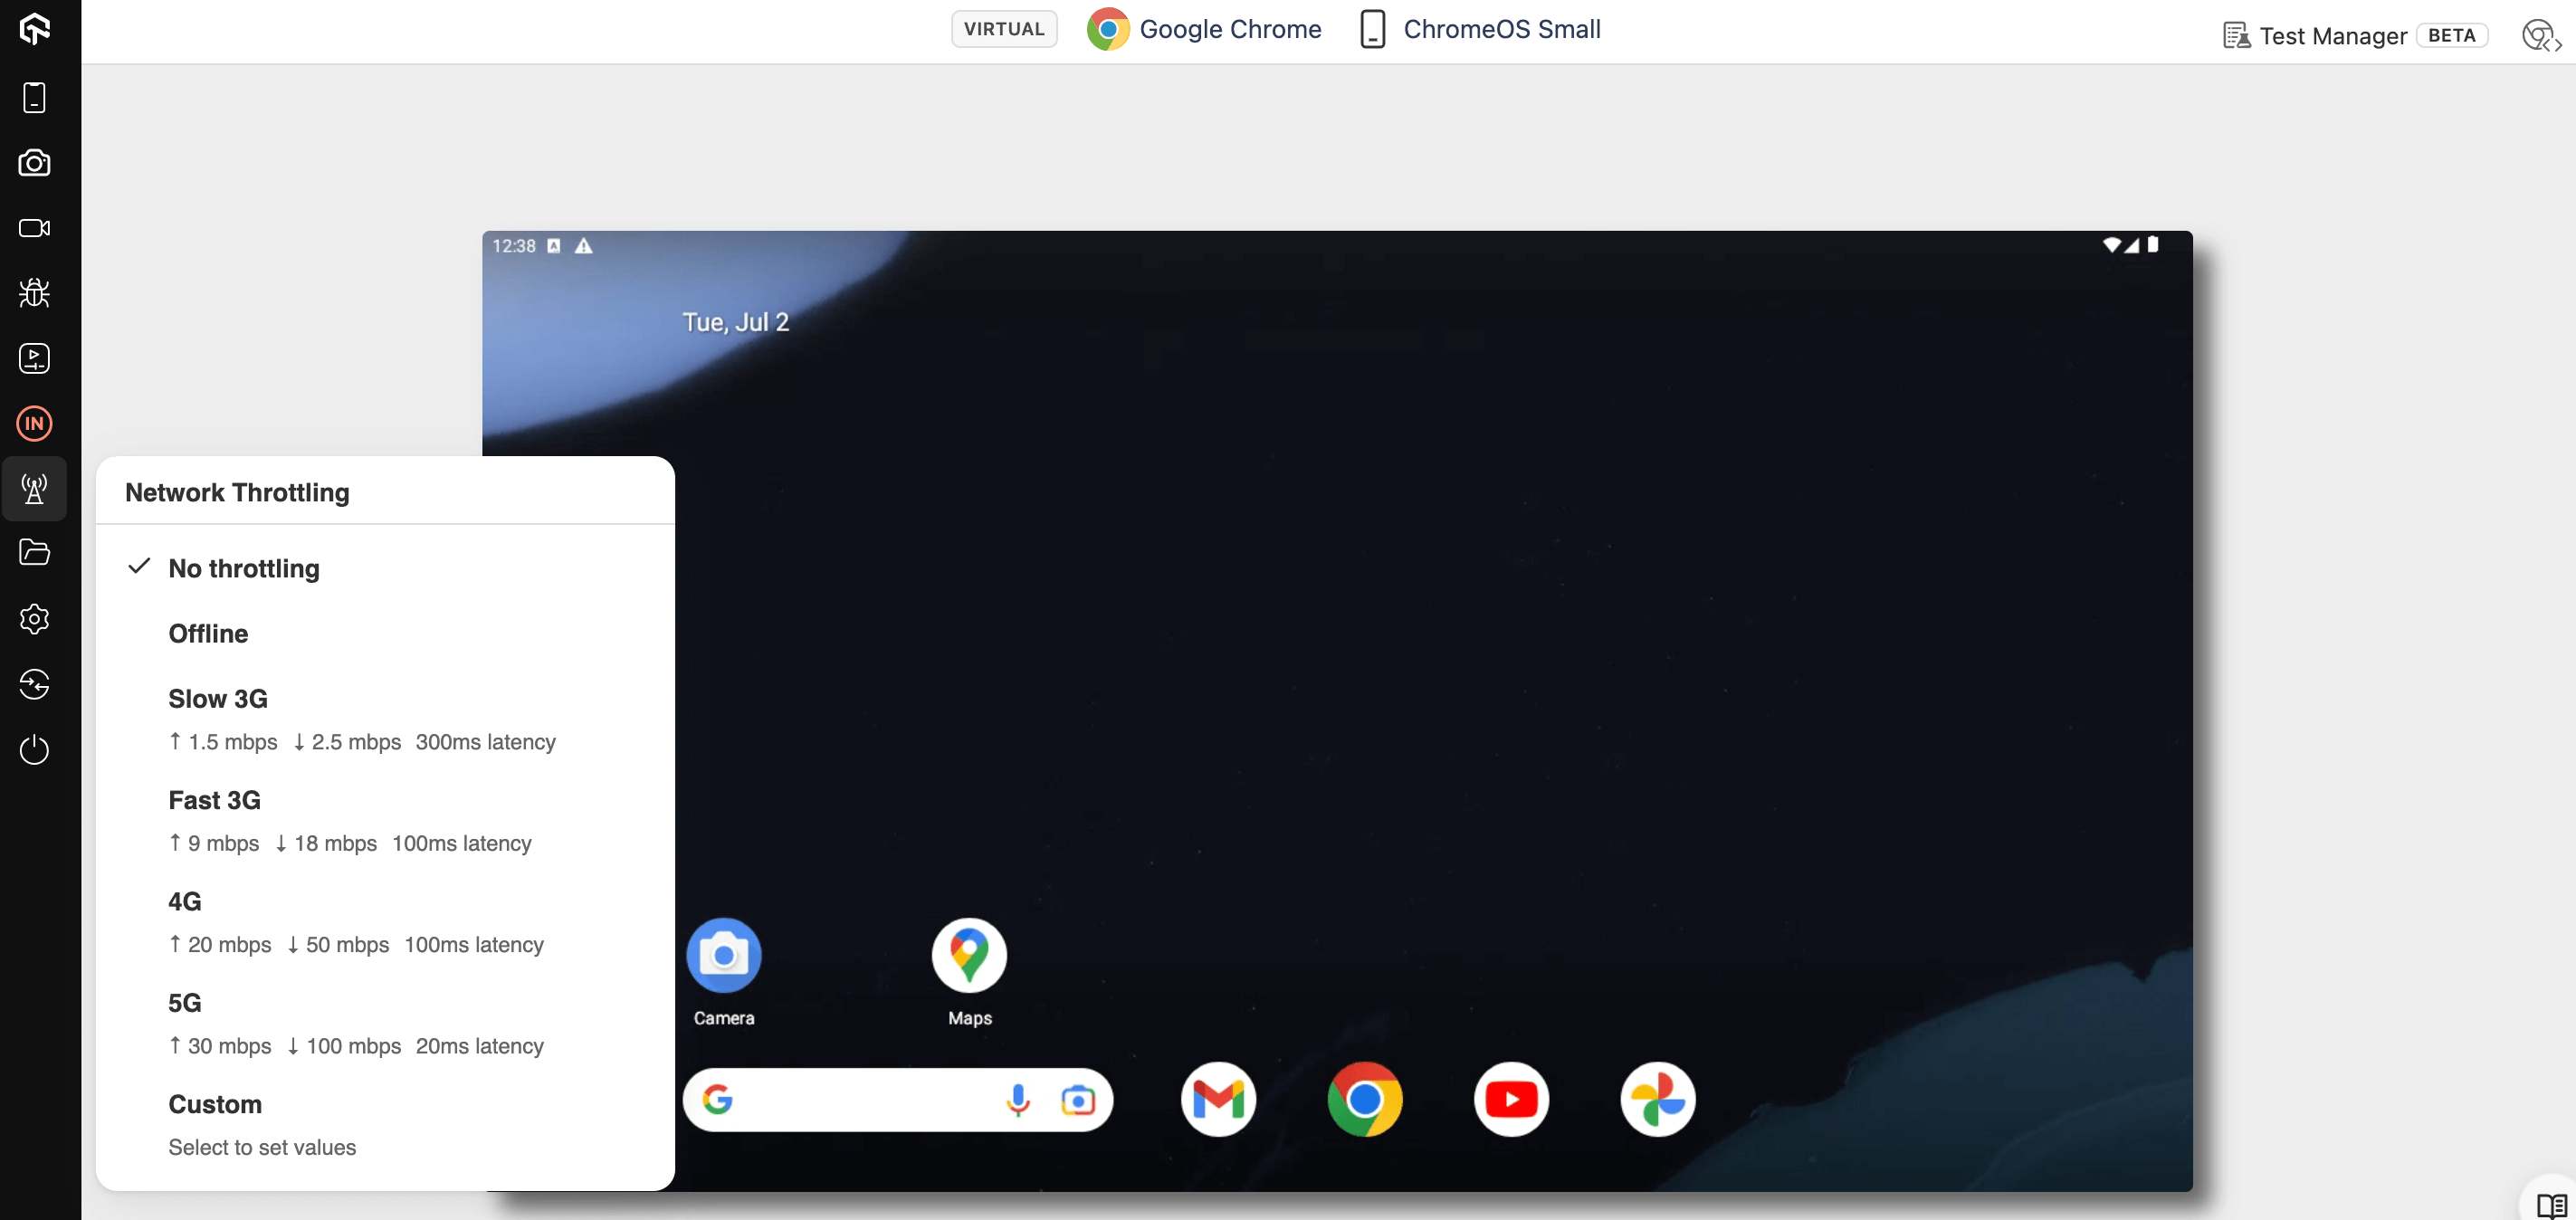 VIRTUAL Google Chrome ChromeOS Small
Test Manager BETA
12:38
Tue, Jul 2
IN
Network Throttling
No throttling
Offline
Slow 3G
↑ 1.5 mbps ↓ 2.5 mbps 300ms latency
Fast 3G
↑ 9 mbps ↓ 18 mbps 100ms latency
4G
↑ 20 mbps ↓ 50 mbps 100ms latency
5G
↑ 30 mbps ↓ 100 mbps 20ms latency
Custom
Select to set values
Camera Maps